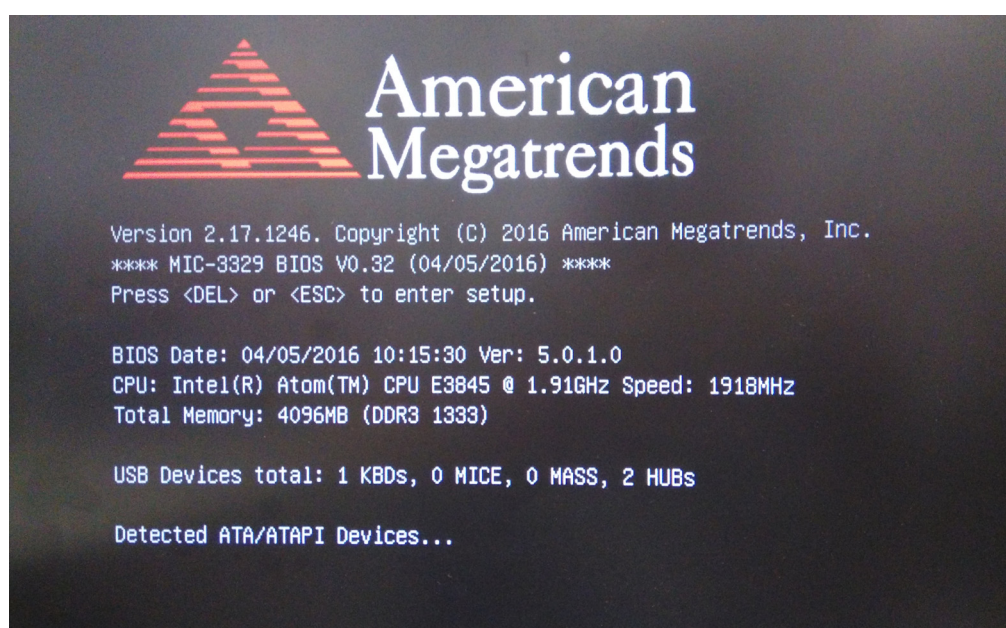 American
Megatrends
Version 2.17.1246. Copyright (C) 2016 American Megatrends, Inc.
**** MIC-3329 BIOS V0.32 (04/05/2016) ****
Press <DEL> or <ESC> to enter setup.
BIOS Date: 04/05/2016 10:15:30 Ver: 5.0.1.0
CPU: Intel(R) Atom(TM) CPU E3845 @ 1.91GHz Speed: 1918MHz
Total Memory: 4096MB (DDR3 1333)
USB Devices total: 1 KBDs, 0 MICE, 0 MASS, 2 HUBs
Detected ATA/ATAPI Devices...